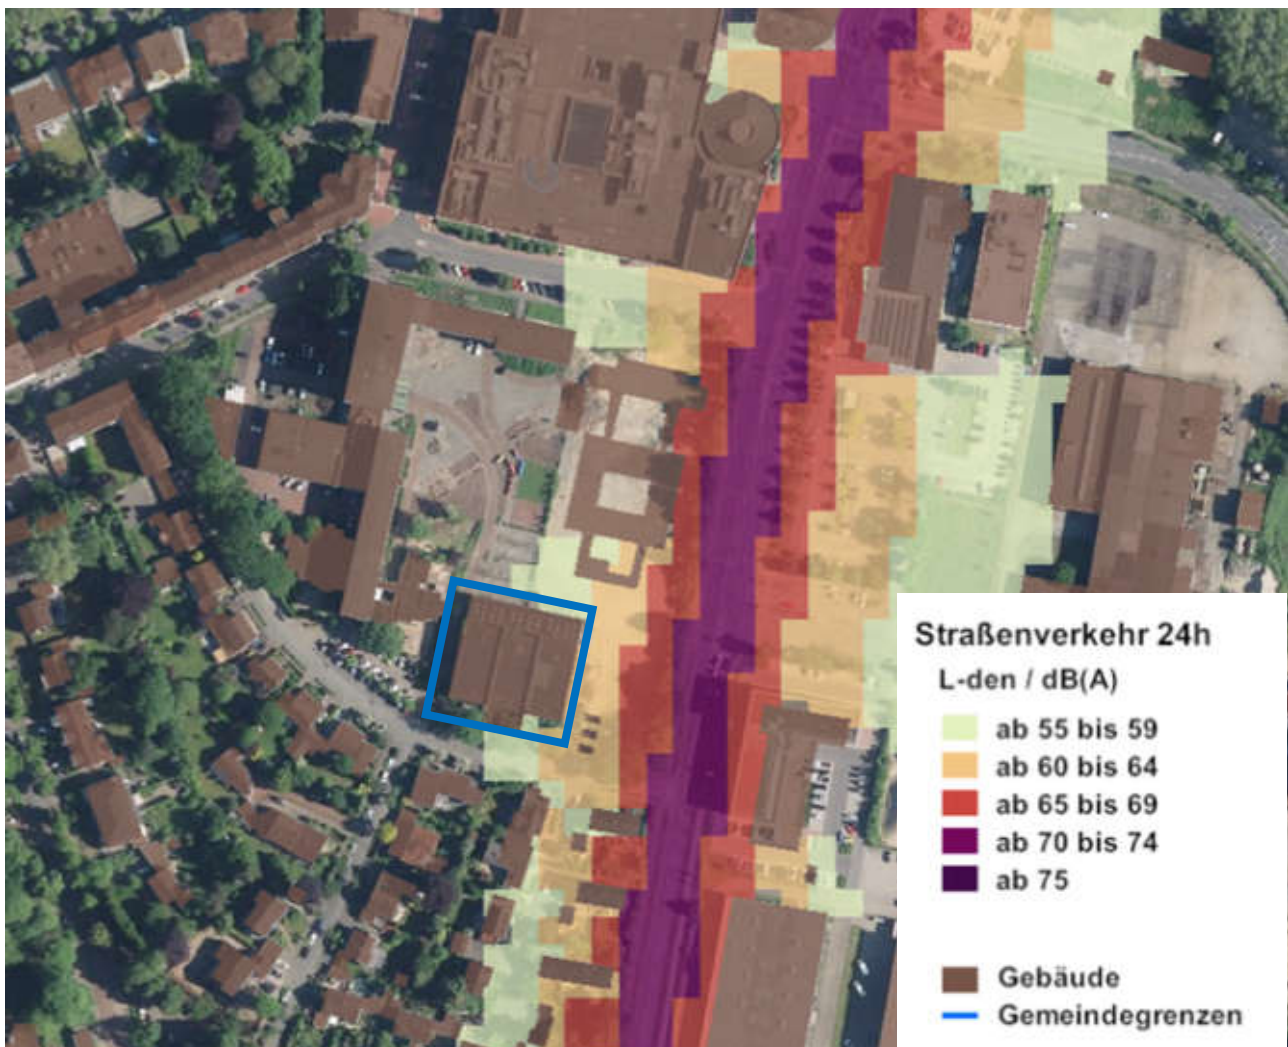 Straßenverkehr 24h
L-den / dB(A)
ab 55 bis 59
ab 60 bis 64
ab 65 bis 69
ab 70 bis 74
ab 75
Gebäude
Gemeindegrenzen